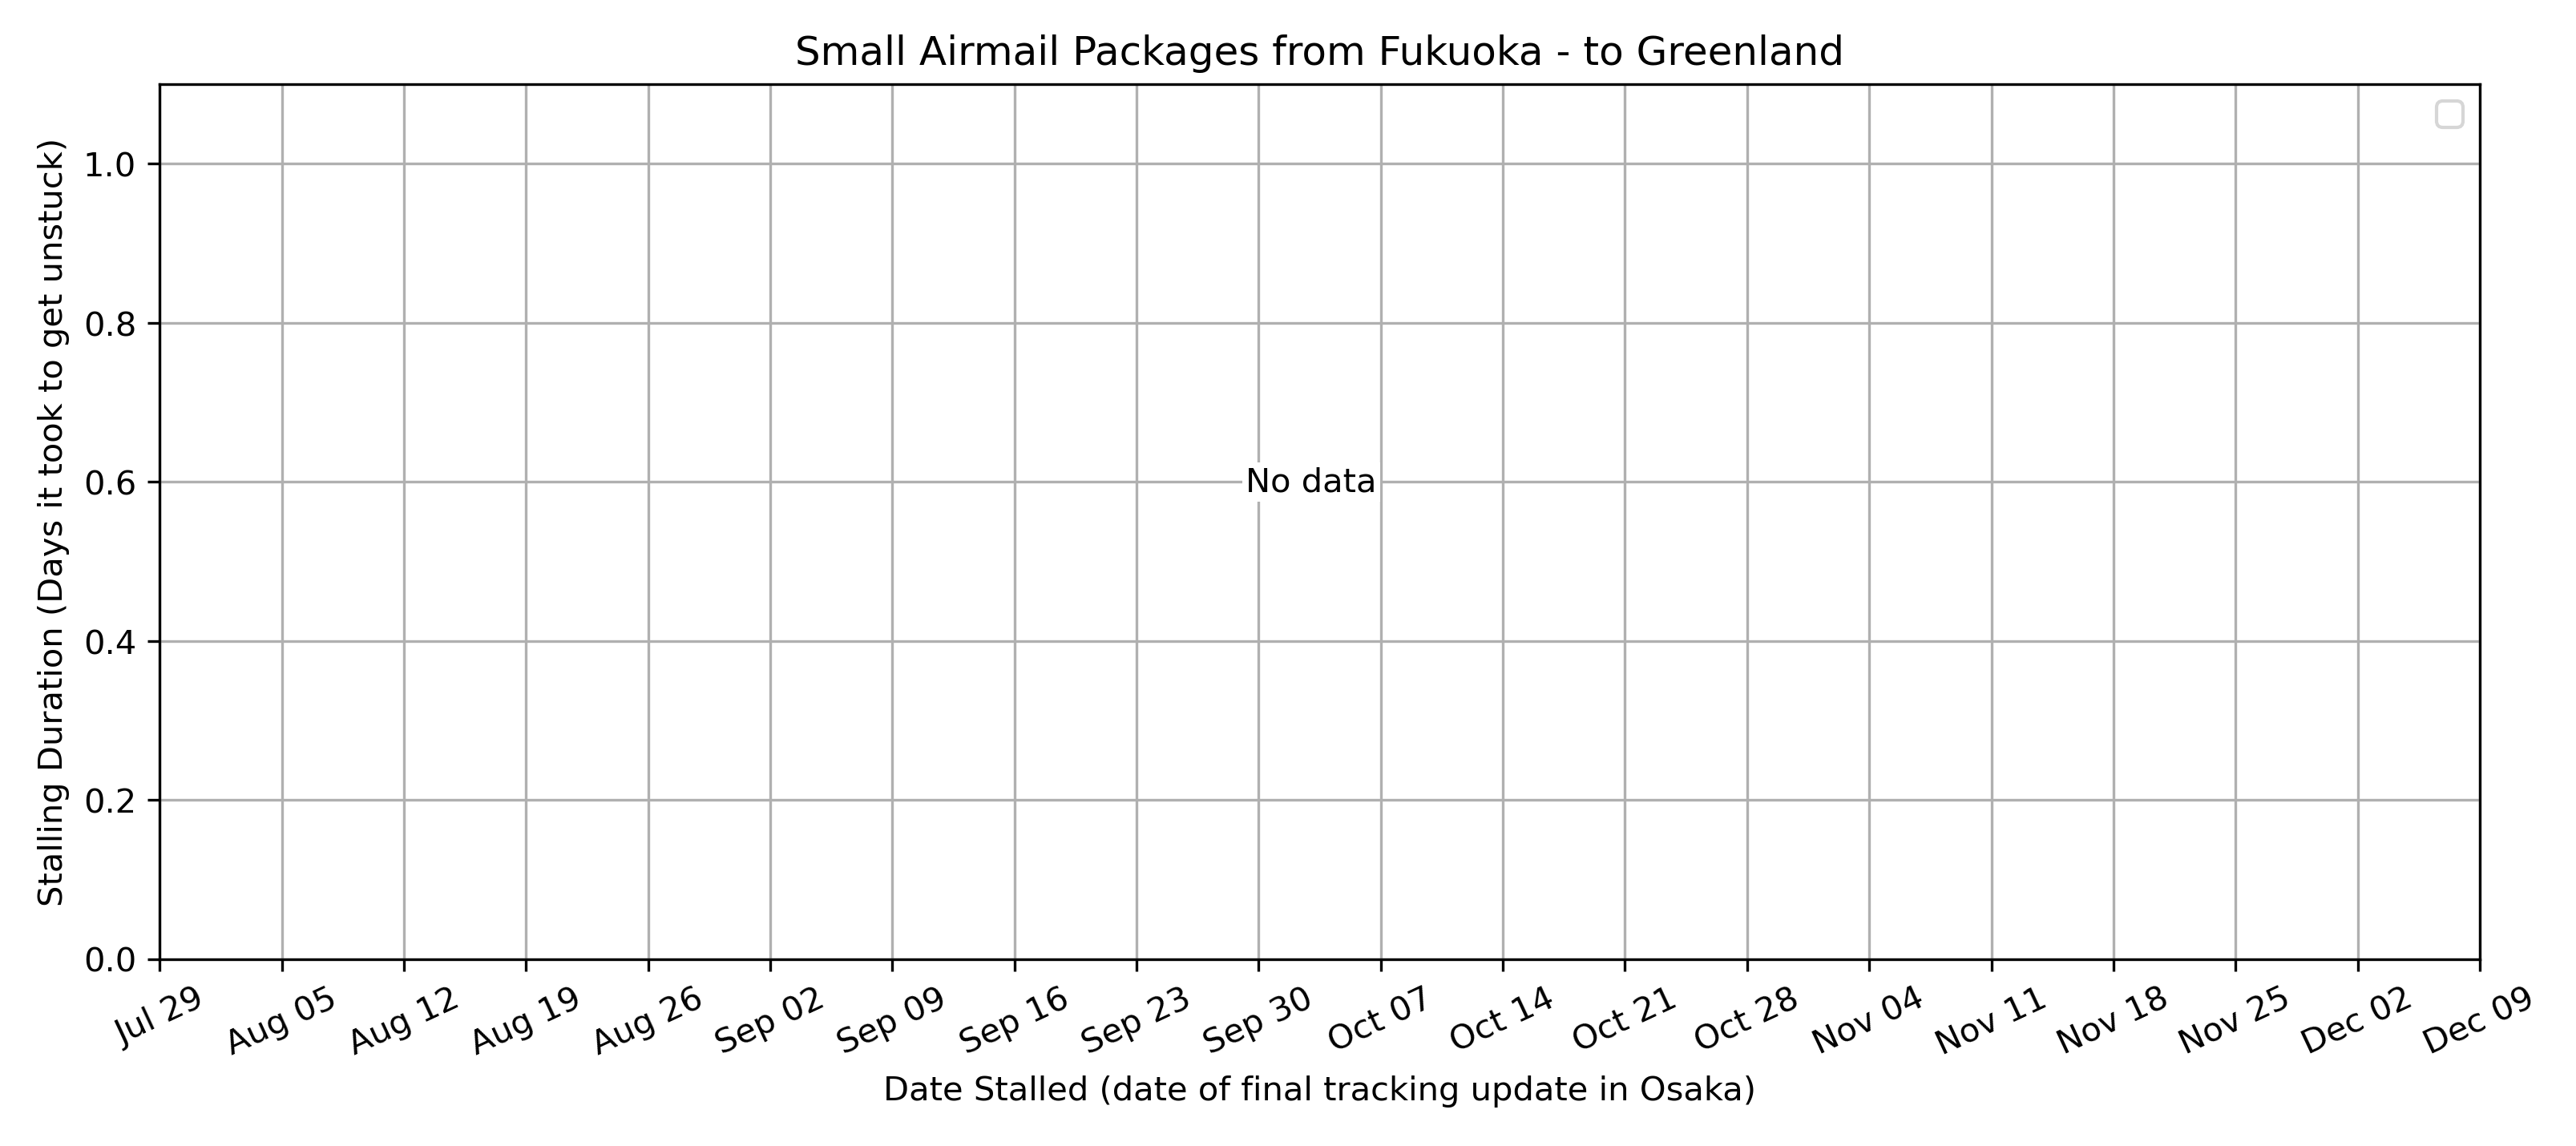 Small Airmail Packages from Fukuoka - to Greenland
Stalling Duration (Days it took to get unstuck)
1.0
0.8
0.6
0.4
0.2
0.0
No data
Jul 29
Aug 05
Aug 12
Aug 19
Aug 26
Sep 02
Sep 09
Sep 16
Sep 23
Sep 30
Oct 07
Oct 14
Oct 21
Oct 28
Nov 04
Nov 11
Nov 18
Nov 25
Dec 02
Dec 09
Date Stalled (date of final tracking update in Osaka)